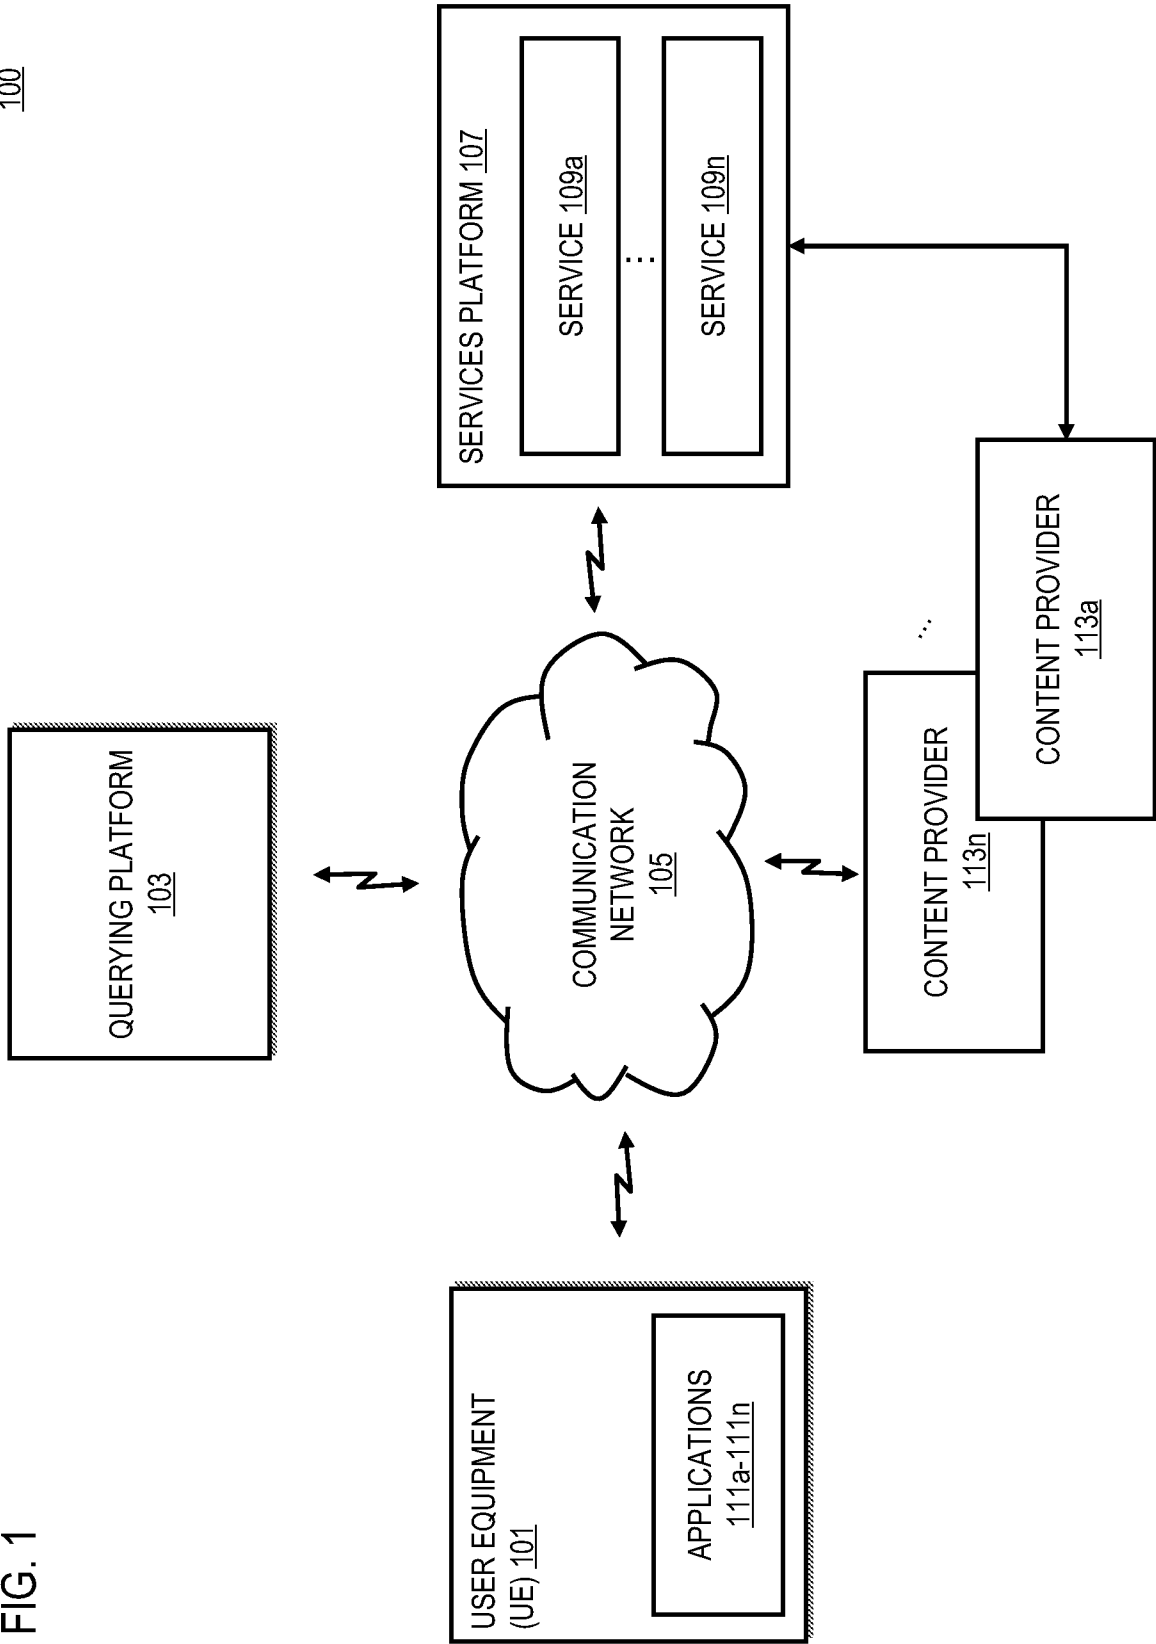 FIG. 1
100
QUERYING PLATFORM
103
USER EQUIPMENT
(UE) 101
APPLICATIONS
111a-111n
COMMUNICATION
NETWORK
105
SERVICES PLATFORM 107
SERVICE 109a
...
SERVICE 109n
CONTENT PROVIDER
113n
...
CONTENT PROVIDER
113a